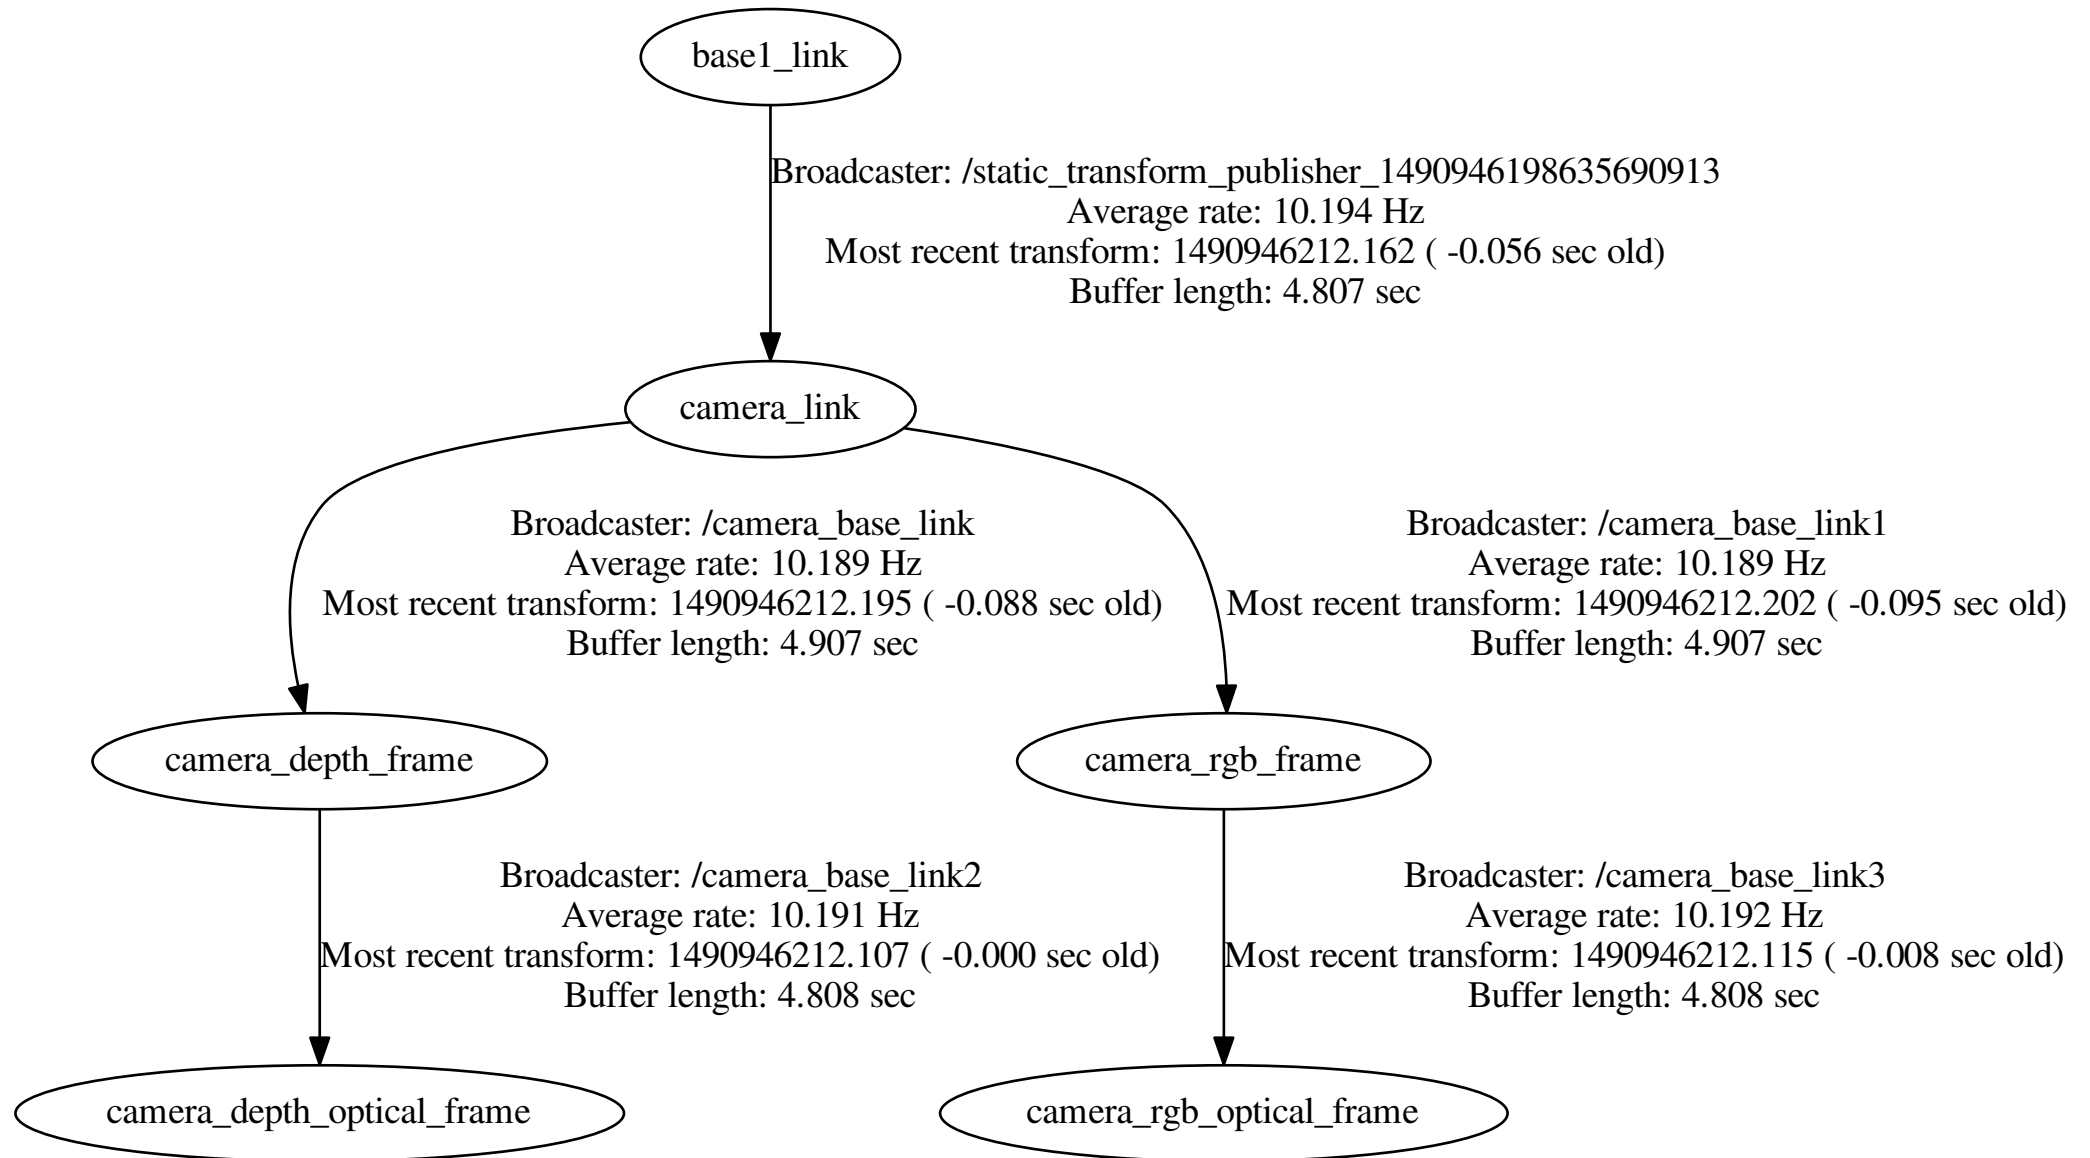 base1_link
Broadcaster: /static_transform_publisher_1490946198635690913
Average rate: 10.194 Hz
Most recent transform: 1490946212.162 ( -0.056 sec old)
Buffer length: 4.807 sec
camera_link
Broadcaster: /camera_base_link
Average rate: 10.189 Hz
Most recent transform: 1490946212.195 ( -0.088 sec old)
Buffer length: 4.907 sec
Broadcaster: /camera_base_link1
Average rate: 10.189 Hz
Most recent transform: 1490946212.202 ( -0.095 sec old)
Buffer length: 4.907 sec
camera_depth_frame
camera_rgb_frame
Broadcaster: /camera_base_link2
Average rate: 10.191 Hz
Most recent transform: 1490946212.107 ( -0.000 sec old)
Buffer length: 4.808 sec
Broadcaster: /camera_base_link3
Average rate: 10.192 Hz
Most recent transform: 1490946212.115 ( -0.008 sec old)
Buffer length: 4.808 sec
camera_depth_optical_frame
camera_rgb_optical_frame